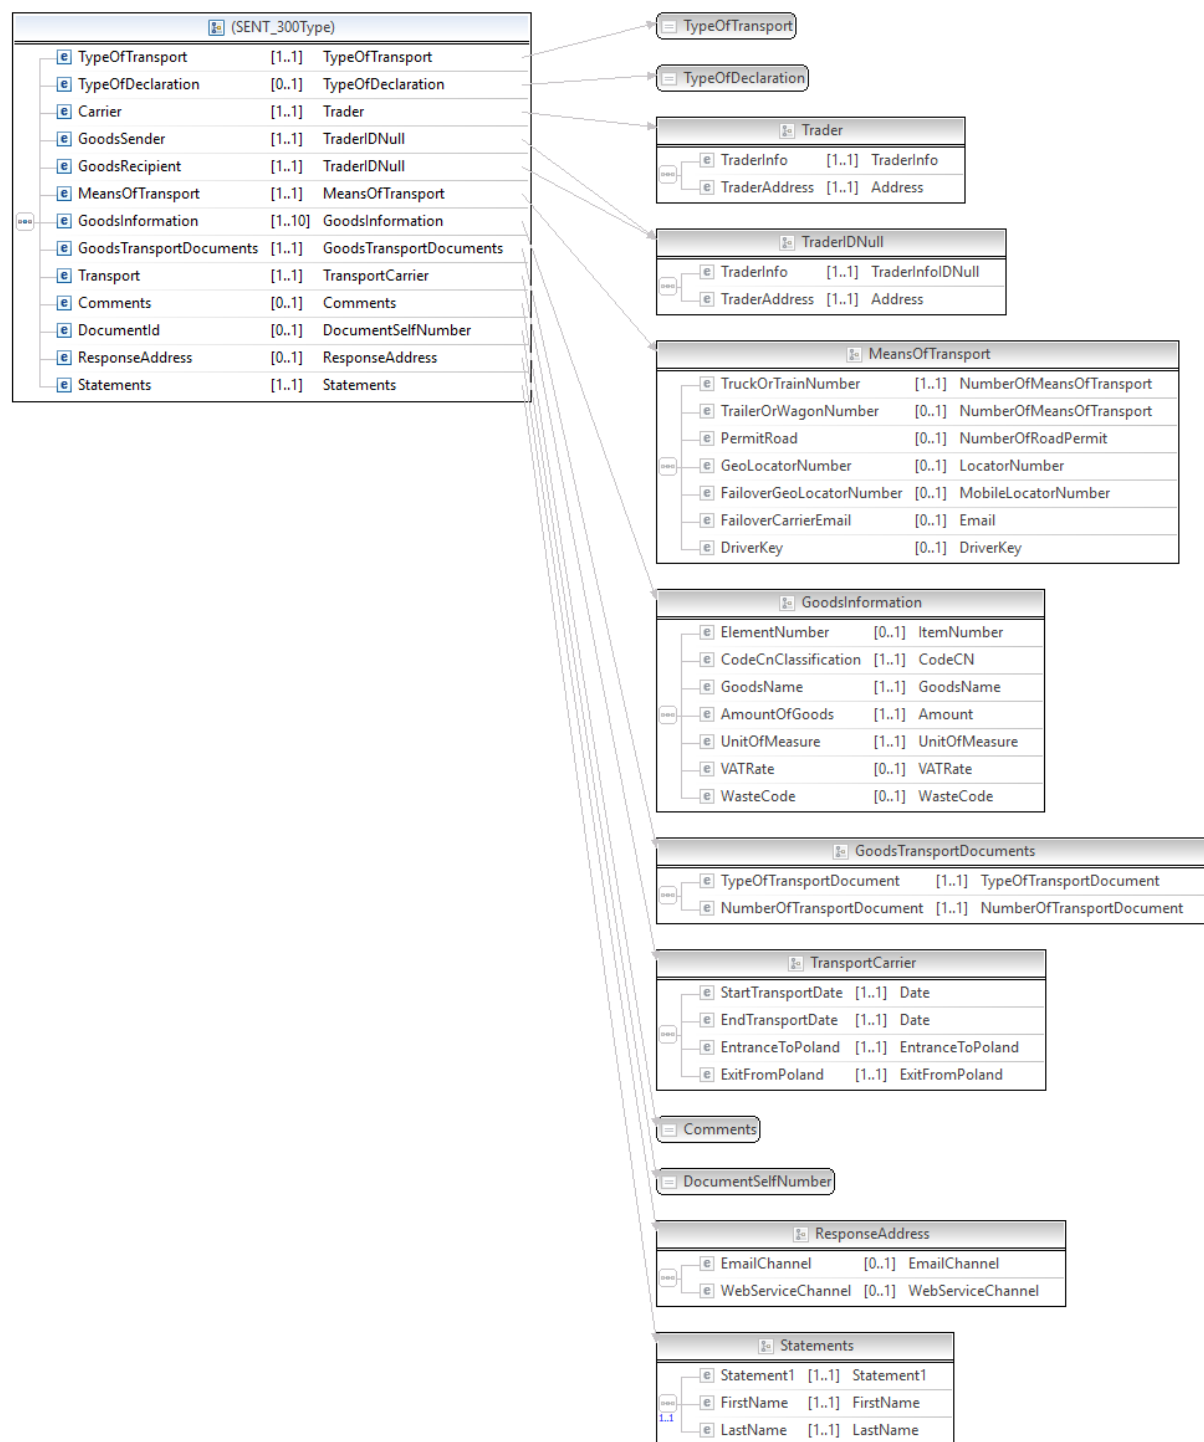 (SENT_300Type)
TypeOfTransport [1..1] TypeOfTransport
TypeOfDeclaration [0..1] TypeOfDeclaration
Carrier [1..1] Trader
GoodsSender [1..1] TraderIDNull
GoodsRecipient [1..1] TraderIDNull
MeansOfTransport [1..1] MeansOfTransport
GoodsInformation [1..10] GoodsInformation
GoodsTransportDocuments [1..1] GoodsTransportDocuments
Transport [1..1] TransportCarrier
Comments [0..1] Comments
DocumentId [0..1] DocumentSelfNumber
ResponseAddress [0..1] ResponseAddress
Statements [1..1] Statements
TypeOfTransport
TypeOfDeclaration
Trader
TraderInfo [1..1] TraderInfo
TraderAddress [1..1] Address
TraderIDNull
TraderInfo [1..1] TraderInfoIDNull
TraderAddress [1..1] Address
MeansOfTransport
TruckOrTrainNumber [1..1] NumberOfMeansOfTransport
TrailerOrWagonNumber [0..1] NumberOfMeansOfTransport
PermitRoad [0..1] NumberOfRoadPermit
GeoLocatorNumber [0..1] LocatorNumber
FailoverGeoLocatorNumber [0..1] MobileLocatorNumber
FailoverCarrierEmail [0..1] Email
DriverKey [0..1] DriverKey
GoodsInformation
ElementNumber [0..1] ItemNumber
CodeCnClassification [1..1] CodeCN
GoodsName [1..1] GoodsName
AmountOfGoods [1..1] Amount
UnitOfMeasure [1..1] UnitOfMeasure
VATRate [0..1] VATRate
WasteCode [0..1] WasteCode
GoodsTransportDocuments
TypeOfTransportDocument [1..1] TypeOfTransportDocument
NumberOfTransportDocument [1..1] NumberOfTransportDocument
TransportCarrier
StartTransportDate [1..1] Date
EndTransportDate [1..1] Date
EntranceToPoland [1..1] EntranceToPoland
ExitFromPoland [1..1] ExitFromPoland
Comments
DocumentSelfNumber
ResponseAddress
EmailChannel [0..1] EmailChannel
WebServiceChannel [0..1] WebServiceChannel
Statements
Statement1 [1..1] Statement1
FirstName [1..1] FirstName
1..1
LastName [1..1] LastName